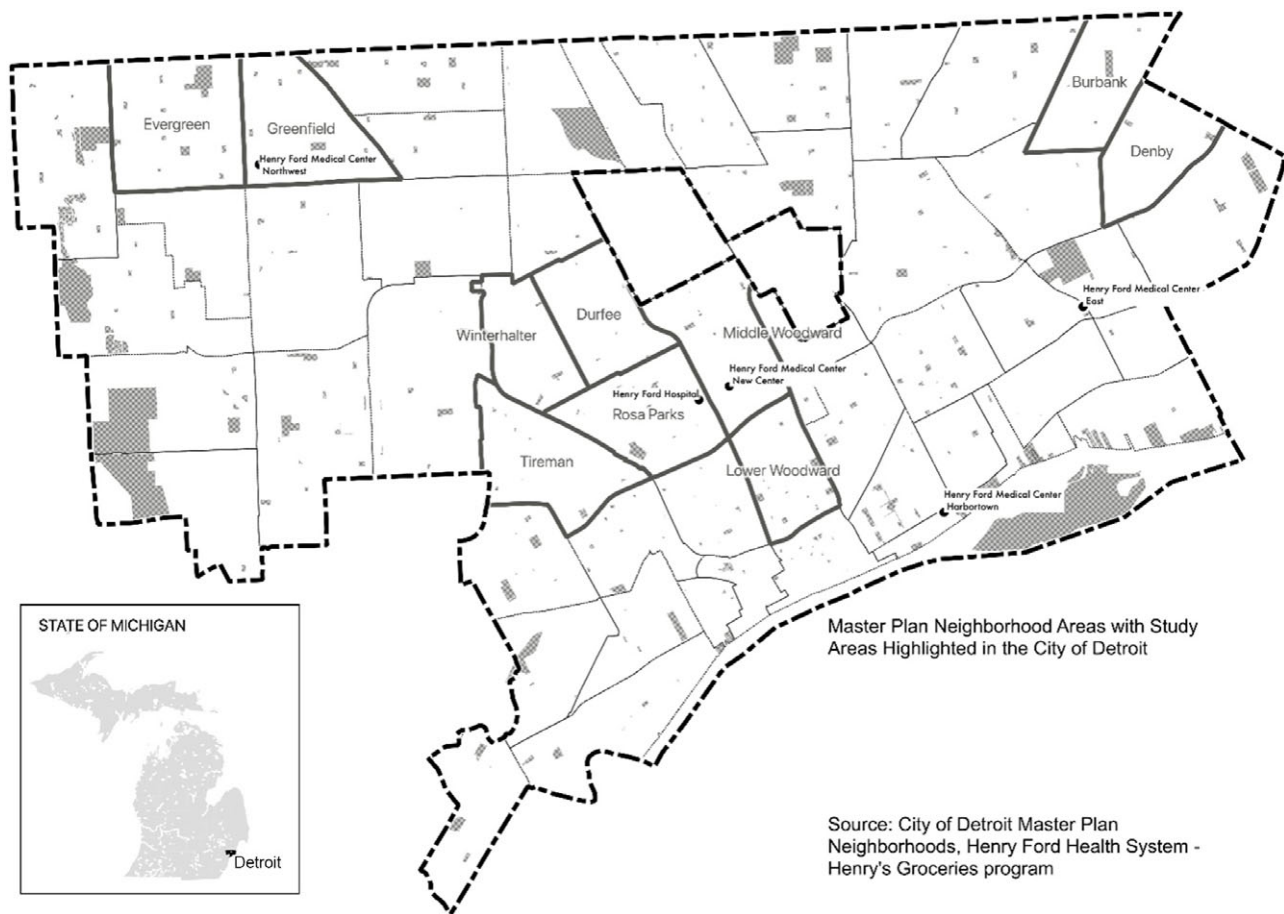 Burbank
Evergreen
Greenfield
Denby
Henry Ford Medical Center
Northwest
Henry Ford Medical Center
East
Durfee
Winterhalter
Middle Woodward
Henry Ford Medical Center
New Center
Henry Ford Hospital
Rosa Parks
Tireman
Lower Woodward
Henry Ford Medical Center
Harbortown
STATE OF MICHIGAN
Detroit
Master Plan Neighborhood Areas with Study
Areas Highlighted in the City of Detroit
Source: City of Detroit Master Plan
Neighborhoods, Henry Ford Health System -
Henry's Groceries program